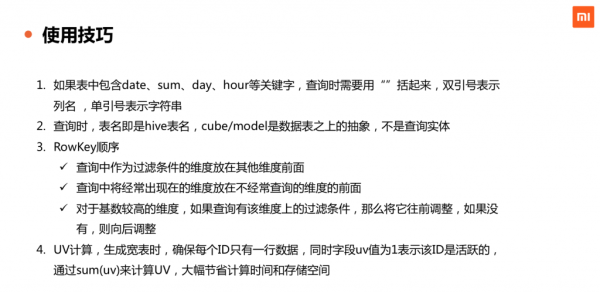 使用技巧
mi
1. 如果表中包含date、sum、day、hour等关键字，查询时需要用 “” 括起来，双引号表示
列名 ，单引号表示字符串
2. 查询时，表名即是hive表名，cube/model是数据表之上的抽象，不是查询实体
3. RowKey顺序
✓ 查询中作为过滤条件的维度放在其他维度前面
✓ 查询中将经常出现在的维度放在不经常查询的维度的前面
✓ 对于基数较高的维度，如果查询有该维度上的过滤条件，那么将它往前调整，如果没
有，则向后调整
4. UV计算，生成宽表时，确保每个ID只有一行数据，同时字段uv值为1表示该ID是活跃的，
通过sum(uv)来计算UV，大幅节省计算时间和存储空间